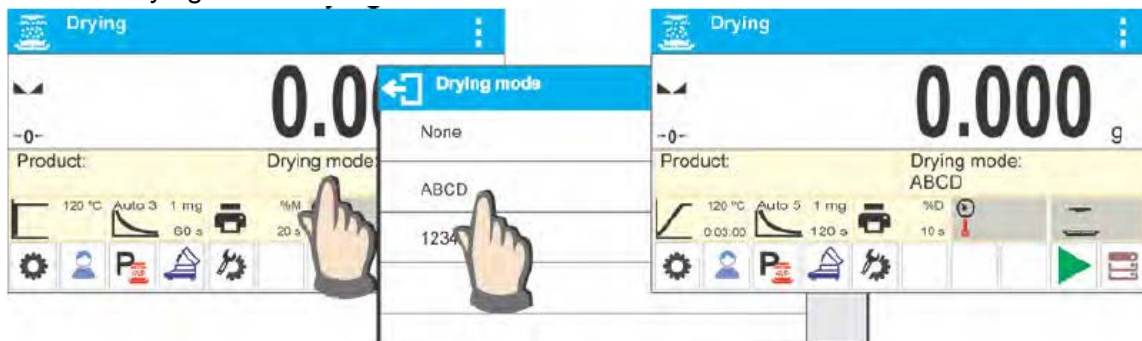 Drying
0.00
-0-
Product:
Drying mode:
120 °C
Auto 3
1 mg
60 s
%M
20 s
Drying mode
None
ABCD
1234
Drying
0.000
g
-0-
Product:
Drying mode:
ABCD
120 °C
0:03:00
Auto 5
1 mg
120 s
%D
10 s